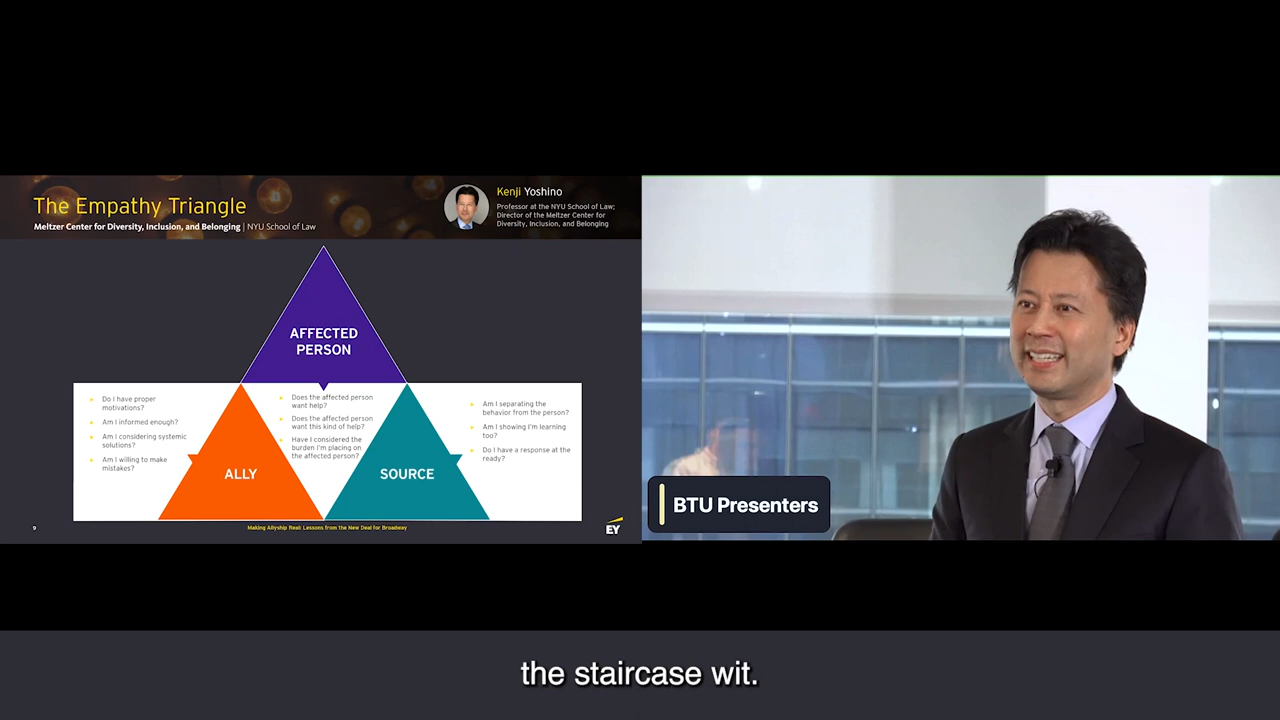 The Empathy Triangle
Meltzer Center for Diversity, Inclusion, and Belonging | NYU School of Law
Kenji Yoshino
Professor at the NYU School of Law;
Director of the Meltzer Center for
Diversity, Inclusion, and Belonging
AFFECTED
PERSON
Do I have proper
motivations?
Am I informed enough?
Am I considering systemic
solutions?
Am I willing to make
mistakes?
ALLY
Does the affected person
want help?
Does the affected person
want this kind of help?
Have I considered the
burden I'm placing on
the affected person?
SOURCE
Am I separating the
behavior from the person?
Am I showing I'm learning
too?
Do I have a response at the
ready?
9
Making Allyship Real: Lessons from the New Deal for Broadway
EY
BTU Presenters
the staircase wit.